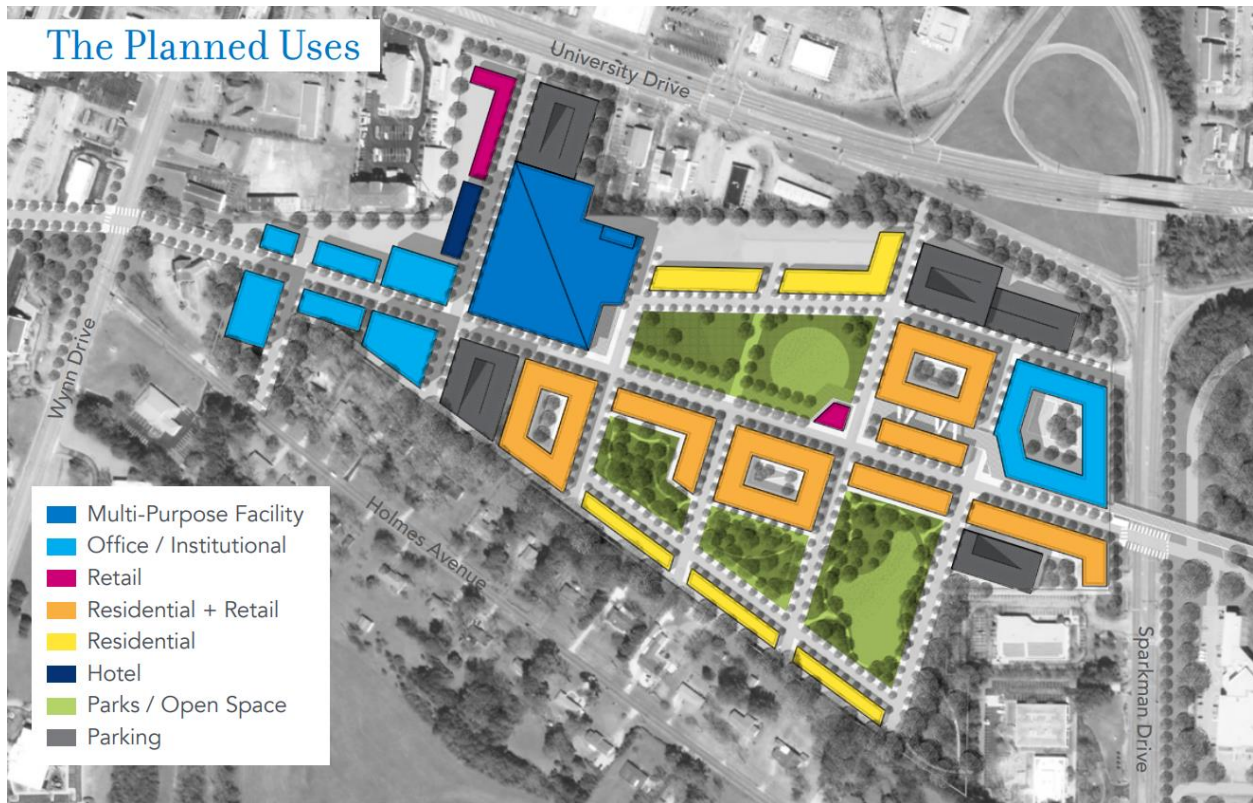 The Planned Uses
University Drive
Wynn Drive
Holmes Avenue
Sparkman Drive
Multi-Purpose Facility
Office / Institutional
Retail
Residential + Retail
Residential
Hotel
Parks / Open Space
Parking